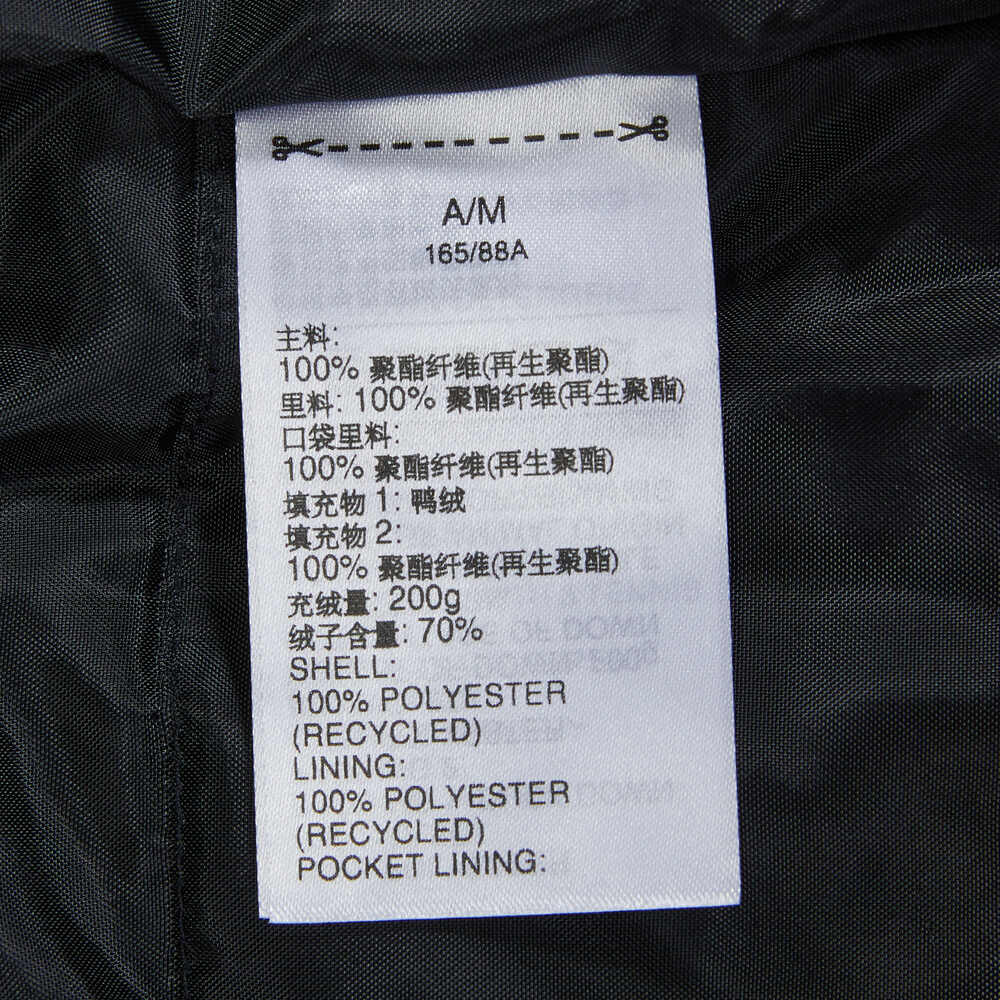 A/M
165/88A
主料:
100% 聚酯纤维(再生聚酯)
里料: 100% 聚酯纤维(再生聚酯)
口袋里料:
100% 聚酯纤维(再生聚酯)
填充物 1: 鸭绒
填充物 2:
100% 聚酯纤维(再生聚酯)
充绒量: 200g
绒子含量: 70%
SHELL:
100% POLYESTER
(RECYCLED)
LINING:
100% POLYESTER
(RECYCLED)
POCKET LINING: